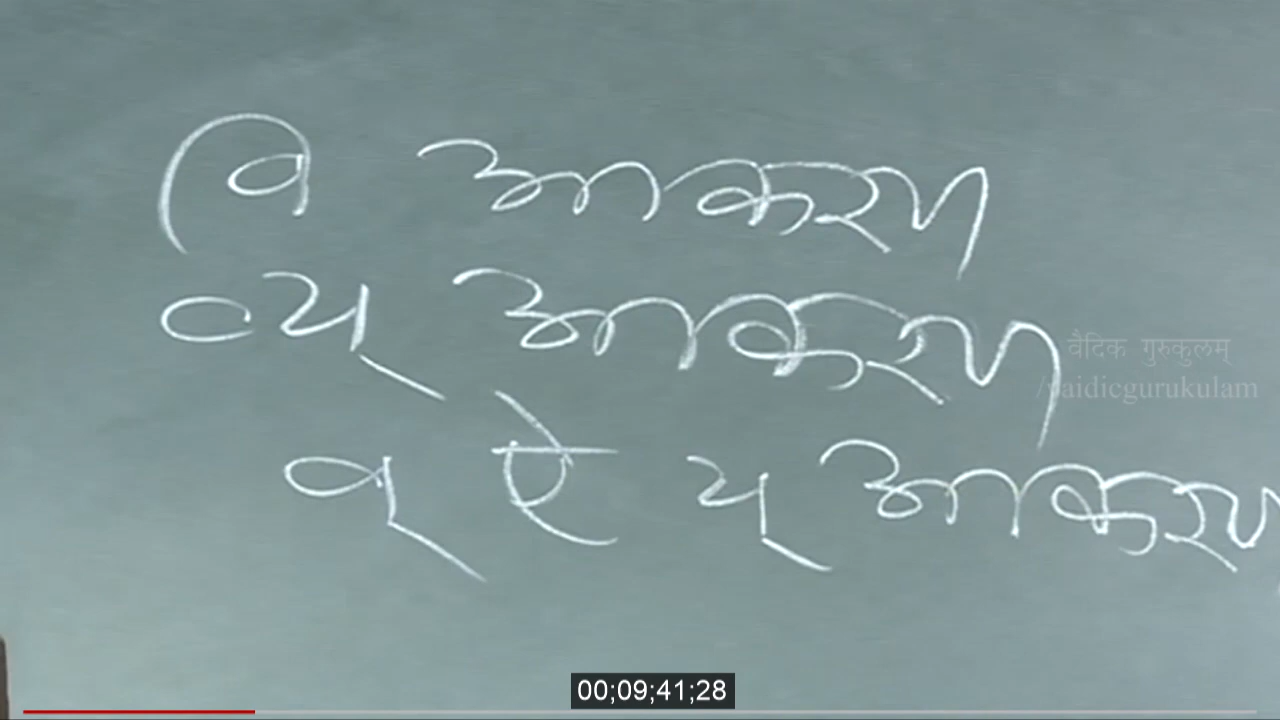 वि आकरण
व्य् आकरण
वैदिक गुरुकुलम्
/vaidicgurukulam
व् ऐ य् आकरण
00;09;41;28